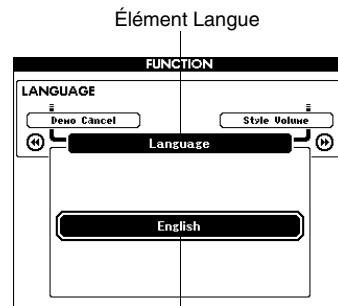 Élément Langue
FUNCTION
LANGUAGE
Demo Cancel
Style Volume
Language
English